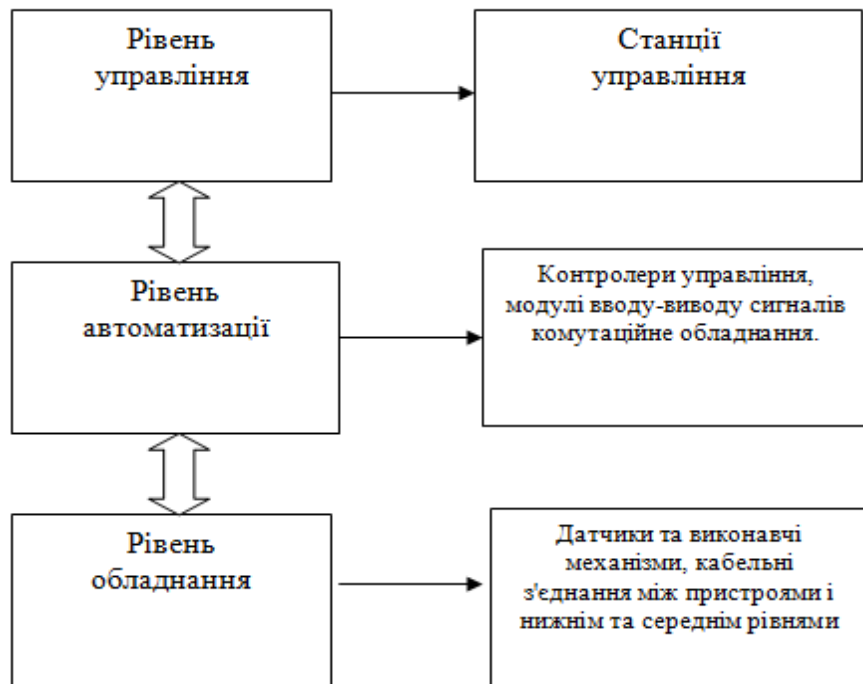 Рівень
управління
Станції
управління
Рівень
автоматизації
Контролери управління,
модулі вводу-виводу сигналів
комутаційне обладнання.
Рівень
обладнання
Датчики та виконавчі
механізми, кабельні
з'єднання між пристроями і
нижнім та середнім рівнями